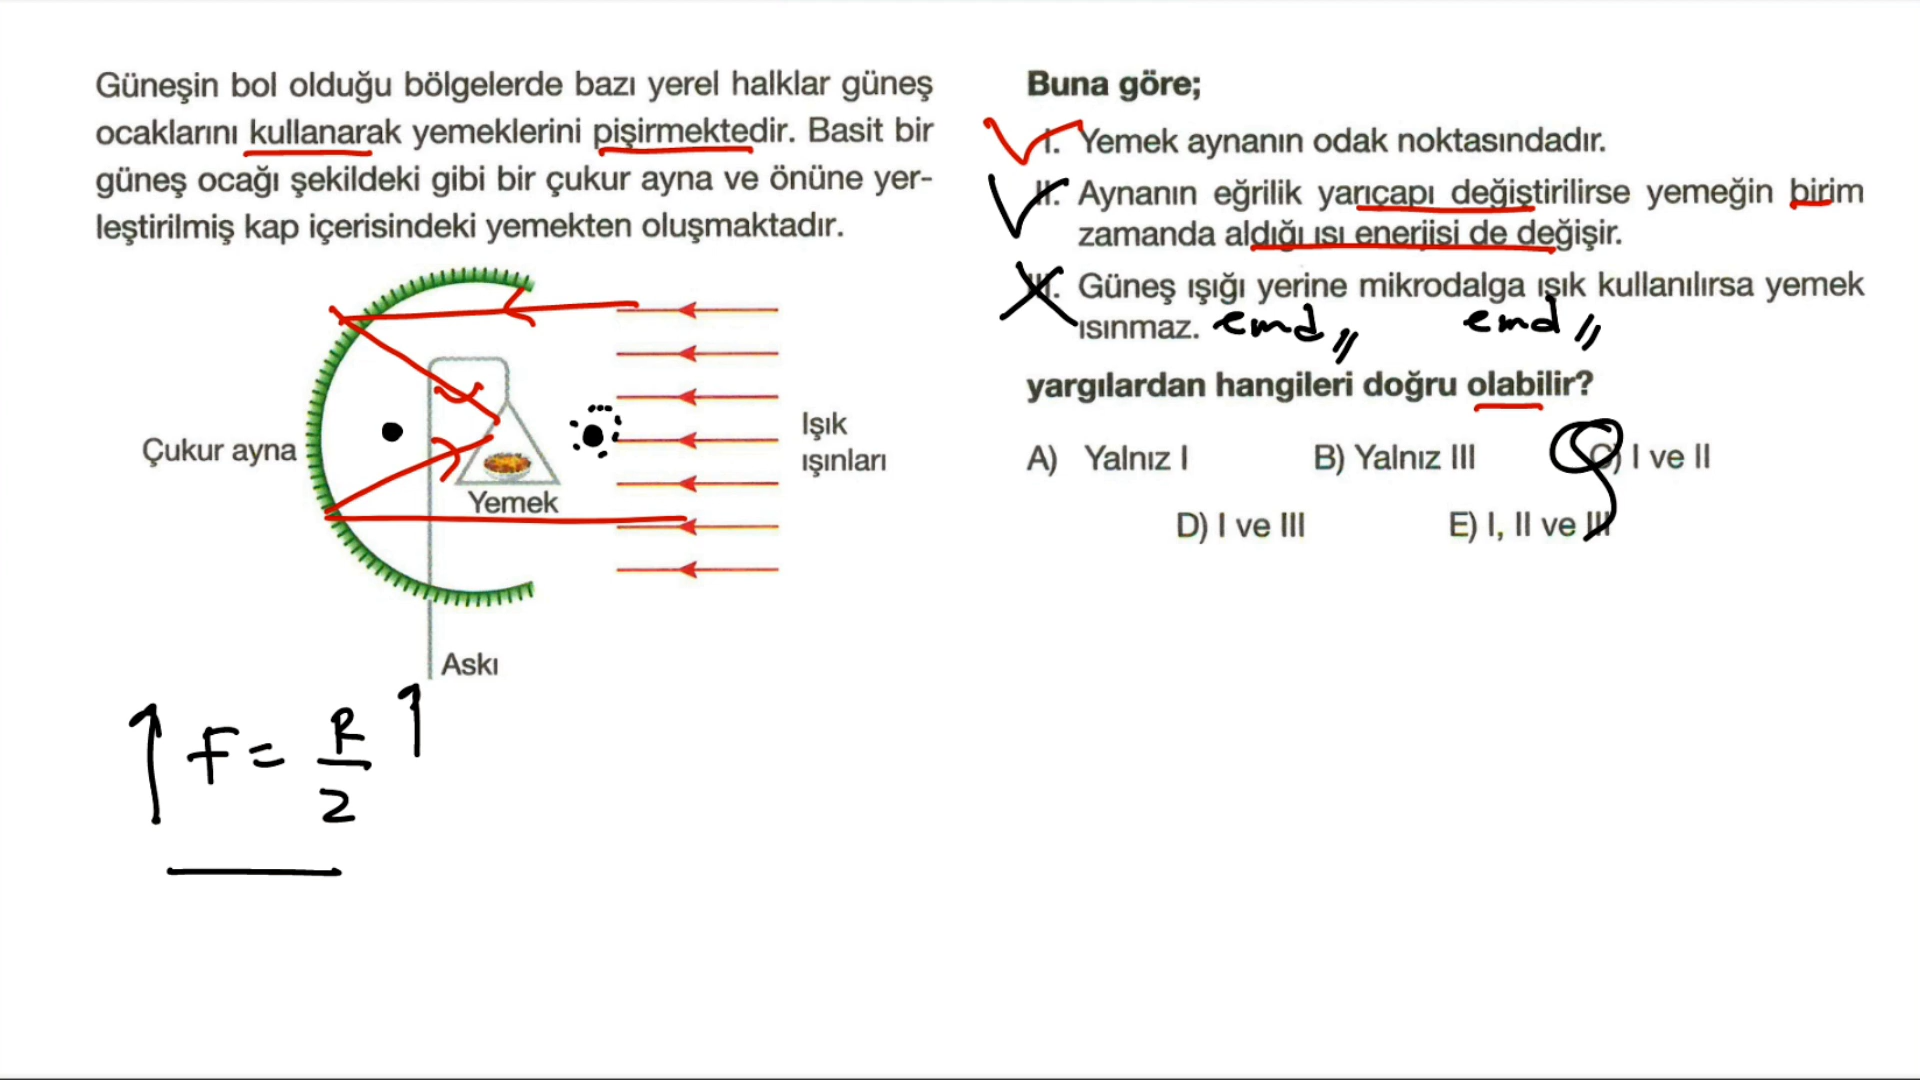 Güneşin bol olduğu bölgelerde bazı yerel halklar güneş
ocaklarını kullanarak yemeklerini pişirmektedir. Basit bir
güneş ocağı şekildeki gibi bir çukur ayna ve önüne yer-
leştirilmiş kap içerisindeki yemekten oluşmaktadır.
Çukur ayna
Yemek
Işık
ışınları
Askı
F = R
2
Buna göre;
I. Yemek aynanın odak noktasındadır.
II. Aynanın eğrilik yarıçapı değiştirilirse yemeğin birim
zamanda aldığı ısı enerjisi de değişir.
III. Güneş ışığı yerine mikrodalga ışık kullanılırsa yemek
ısınmaz. emd emd
yargılardan hangileri doğru olabilir?
A) Yalnız I B) Yalnız III C) I ve II
D) I ve III E) I, II ve III